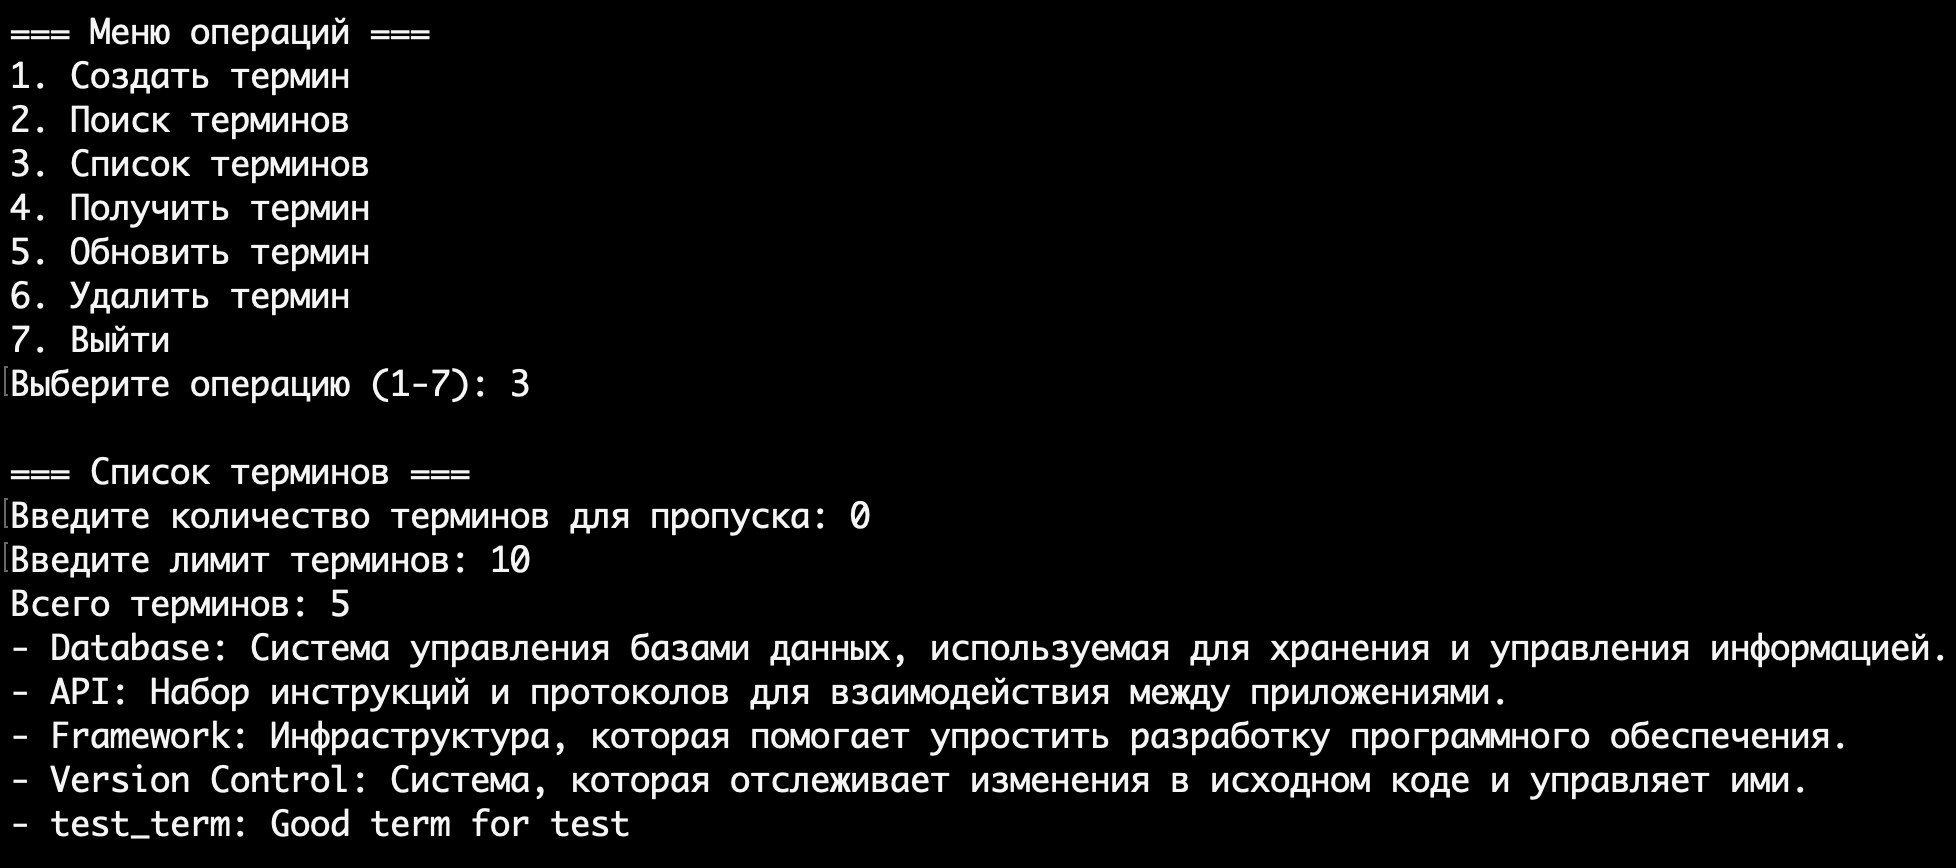 === Меню операций ===
1. Создать термин
2. Поиск терминов
3. Список терминов
4. Получить термин
5. Обновить термин
6. Удалить термин
7. Выйти
Выберите операцию (1-7): 3
=== Список терминов ===
Введите количество терминов для пропуска: 0
Введите лимит терминов: 10
Всего терминов: 5
- Database: Система управления базами данных, используемая для хранения и управления информацией.
- API: Набор инструкций и протоколов для взаимодействия между приложениями.
- Framework: Инфраструктура, которая помогает упростить разработку программного обеспечения.
- Version Control: Система, которая отслеживает изменения в исходном коде и управляет ими.
- test_term: Good term for test